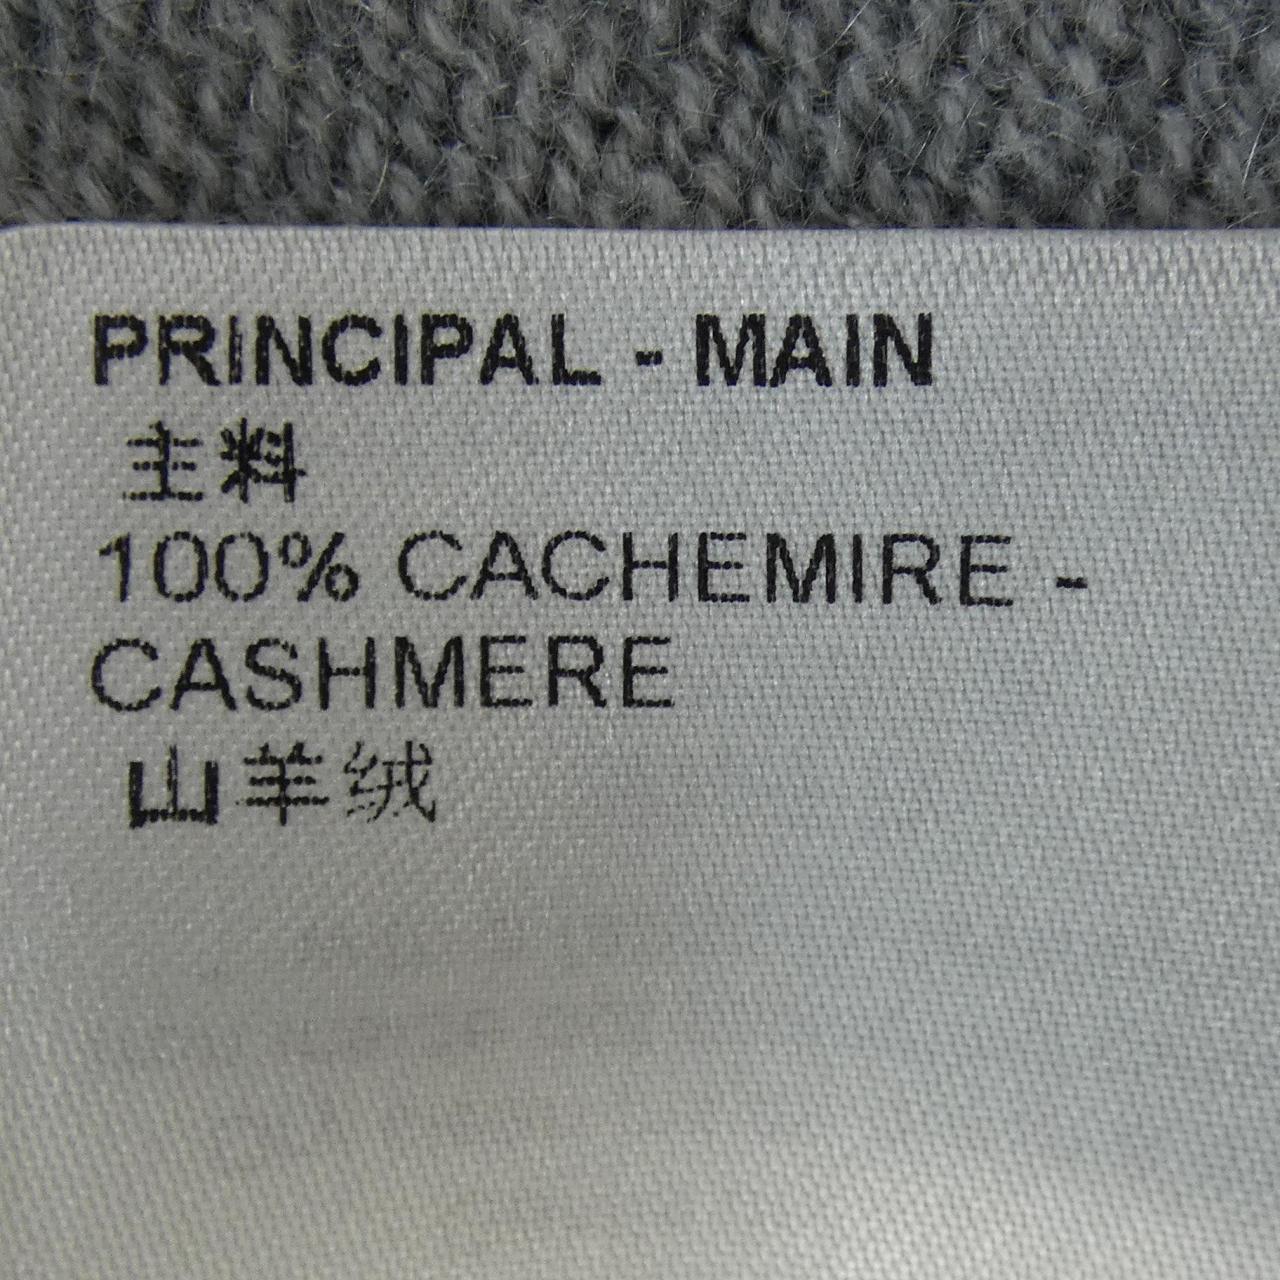 PRINCIPAL - MAIN
主料
100% CACHEMIRE -
CASHMERE
山羊绒